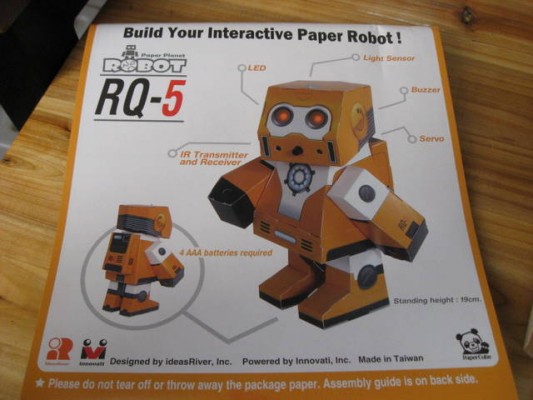 Build Your Interactive Paper Robot !
Paper Planet
ROBOT
RQ-5
LED
Light Sensor
Buzzer
Servo
IR Transmitter
and Receiver
4 AAA batteries required
Standing height : 19cm.
ideasRiver
innovati
Designed by ideasRiver, Inc. Powered by Innovati, Inc. Made in Taiwan
★ Please do not tear off or throw away the package paper. Assembly guide is on back side.